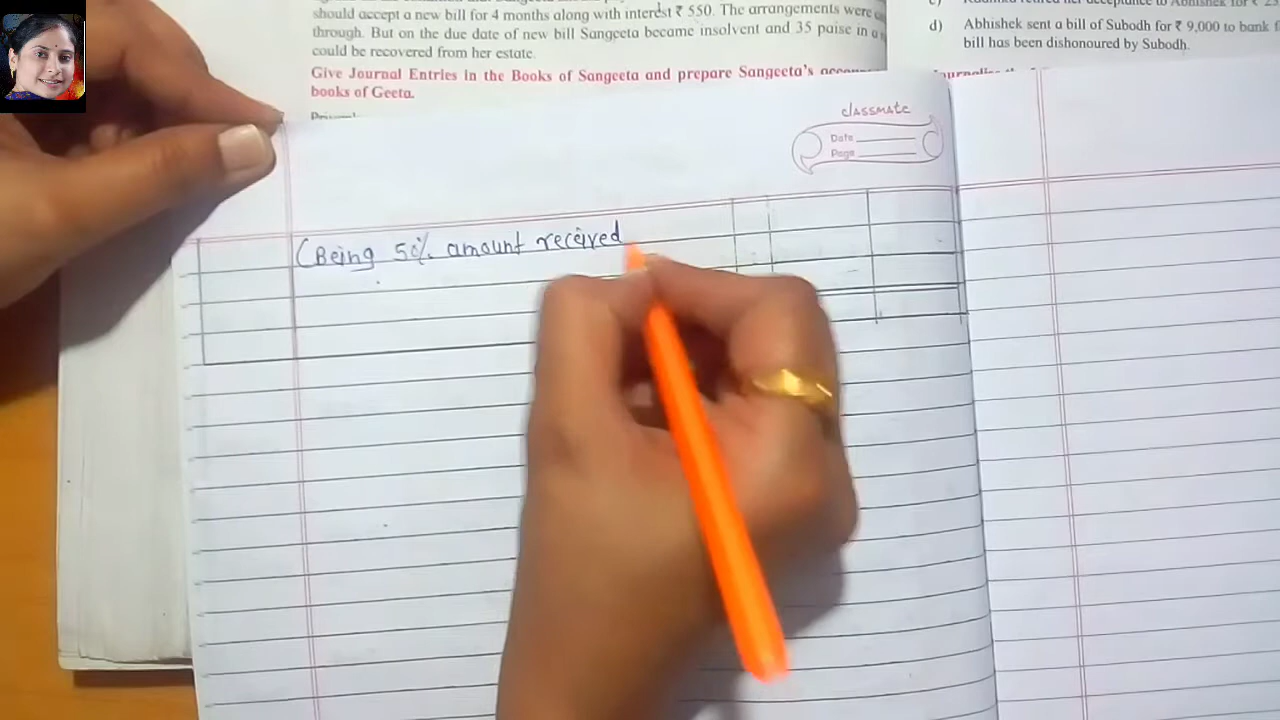 should accept a new bill for 4 months along with interest ₹ 550. The arrangements were
through. But on the due date of new bill Sangeeta became insolvent and 35 paise in a
could be recovered from her estate.
Give Journal Entries in the Books of Sangeeta and prepare Sangeeta's
books of Geeta.
d) Abhishek sent a bill of Subodh for ₹ 9,000 to bank
bill has been dishonoured by Subodh.
classmate
Date
Page
(Being 50% amount received